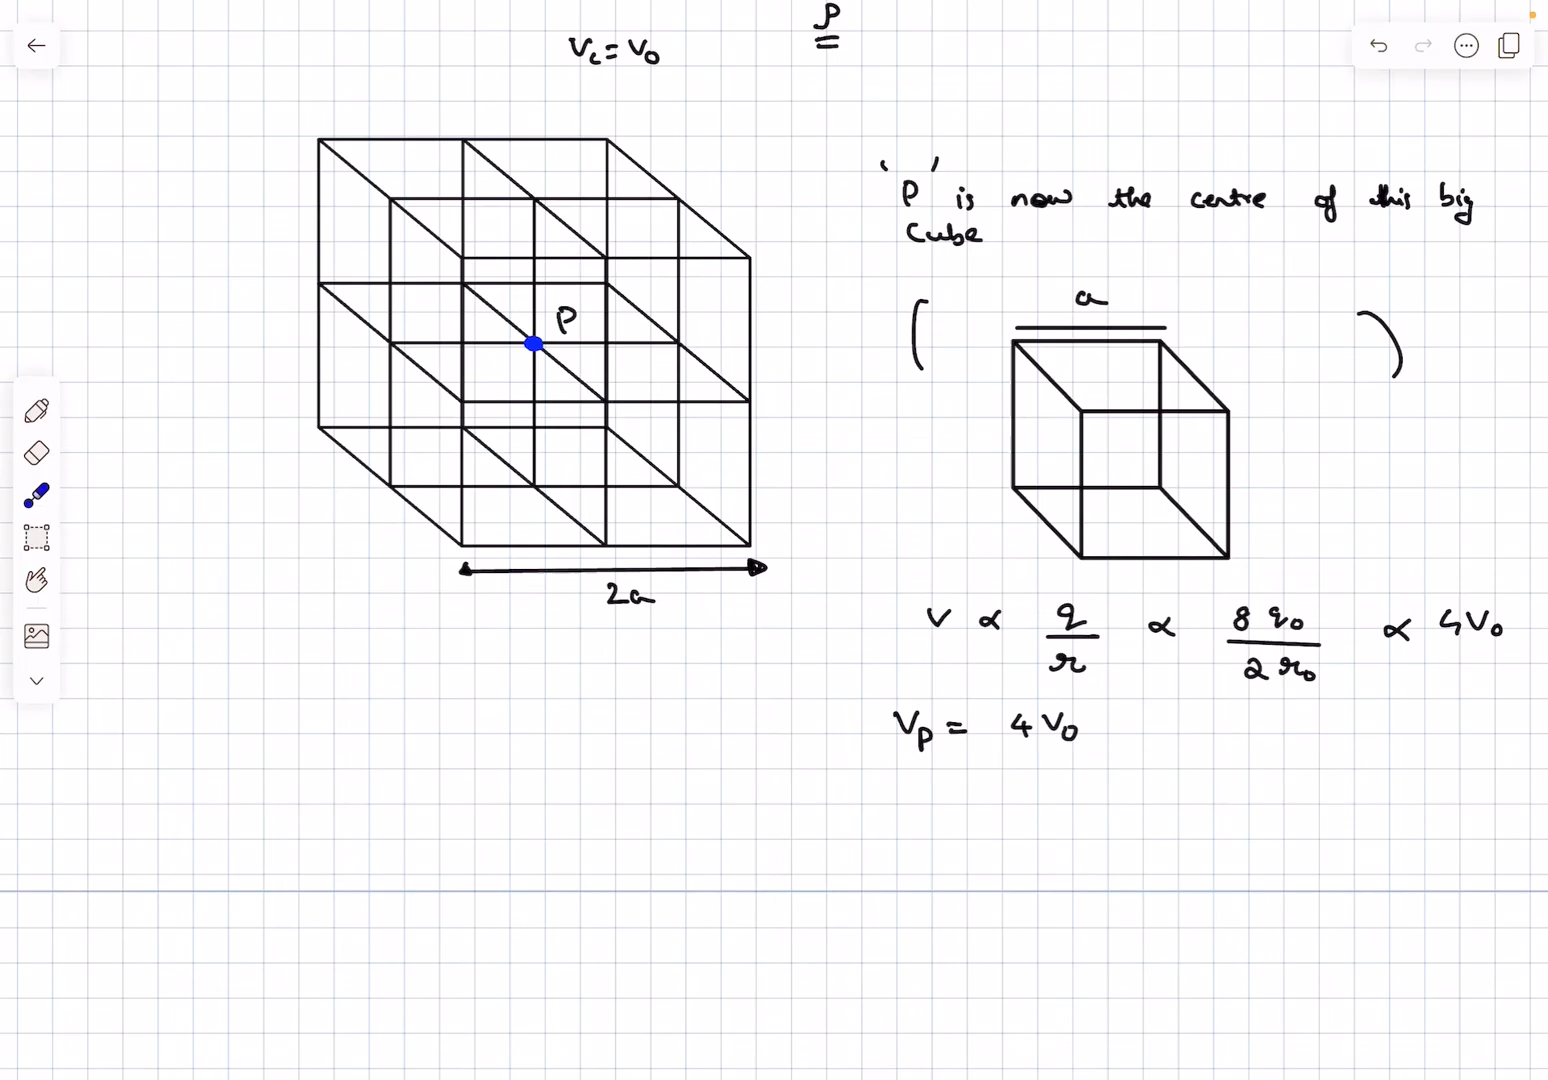 ρ
V_c = V_0
'P' is now the centre of this big
Cube
P
a
2a
V ∝ q/r ∝ 8 q_0 / 2 r_0 ∝ 4V_0
V_P = 4 V_0